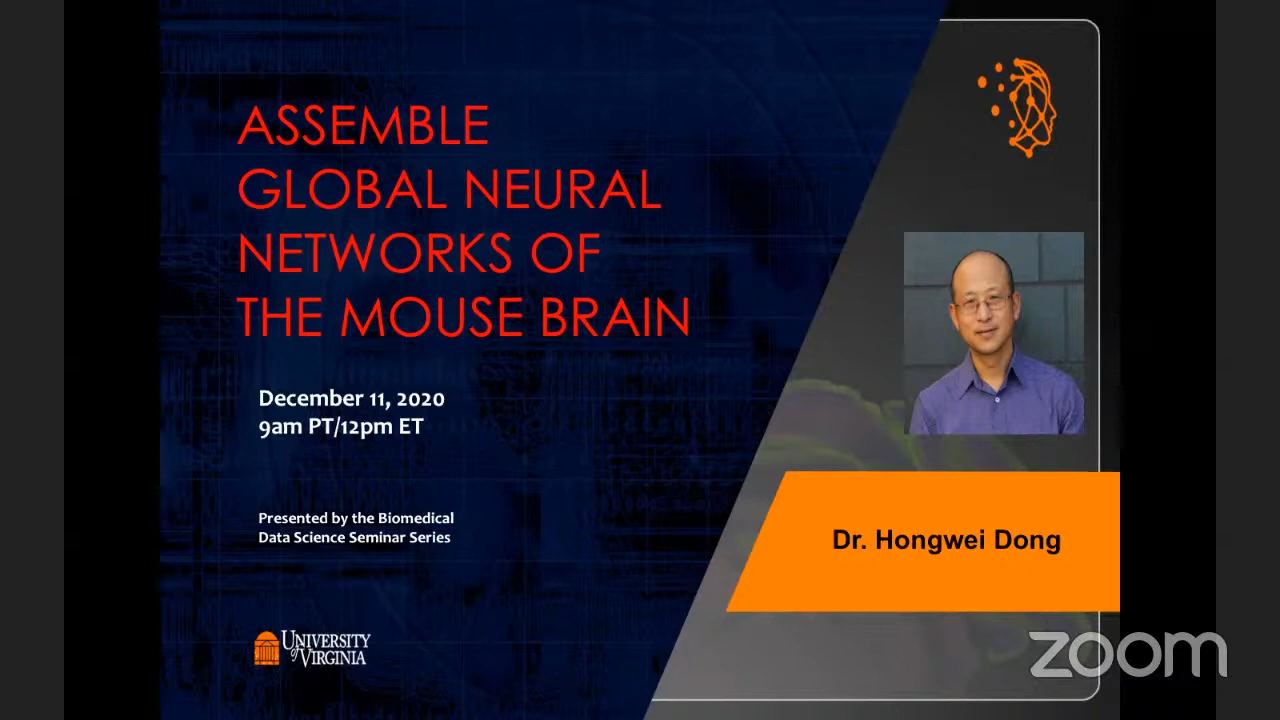 ASSEMBLE
GLOBAL NEURAL
NETWORKS OF
THE MOUSE BRAIN
December 11, 2020
9am PT/12pm ET
Presented by the Biomedical
Data Science Seminar Series
UNIVERSITY
of VIRGINIA
Dr. Hongwei Dong
zoom